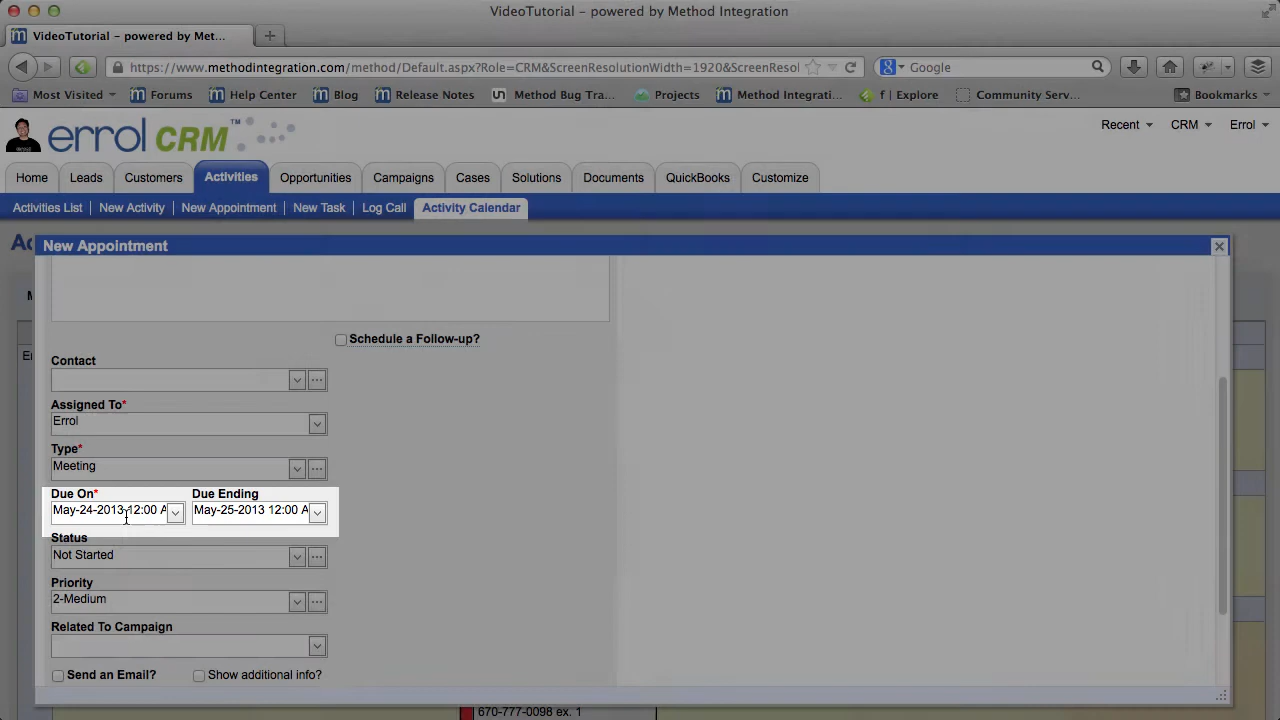 VideoTutorial – powered by Method Integration
VideoTutorial – powered by Met...
https://www.methodintegration.com/method/Default.aspx?Role=CRM&ScreenResolutionWidth=1920&ScreenResol
Google
Most Visited
Forums
Help Center
Blog
Release Notes
Method Bug Tra...
Projects
Method Integrati...
f | Explore
Community Serv...
Bookmarks
errol CRM™
Recent
CRM
Errol
Home
Leads
Customers
Activities
Opportunities
Campaigns
Cases
Solutions
Documents
QuickBooks
Customize
Activities List
New Activity
New Appointment
New Task
Log Call
Activity Calendar
New Appointment
Schedule a Follow-up?
Contact
Assigned To*
Errol
Type*
Meeting
Due On*
Due Ending
May-24-2013 12:00 A
May-25-2013 12:00 A
Status
Not Started
Priority
2-Medium
Related To Campaign
Send an Email?
Show additional info?
670-777-0098 ex. 1